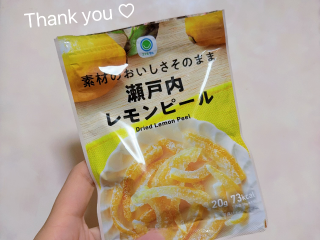 Thank you ♡
素材のおいしさそのまま
瀬戸内
レモンピール
Dried Lemon Peel
20g 73kcal